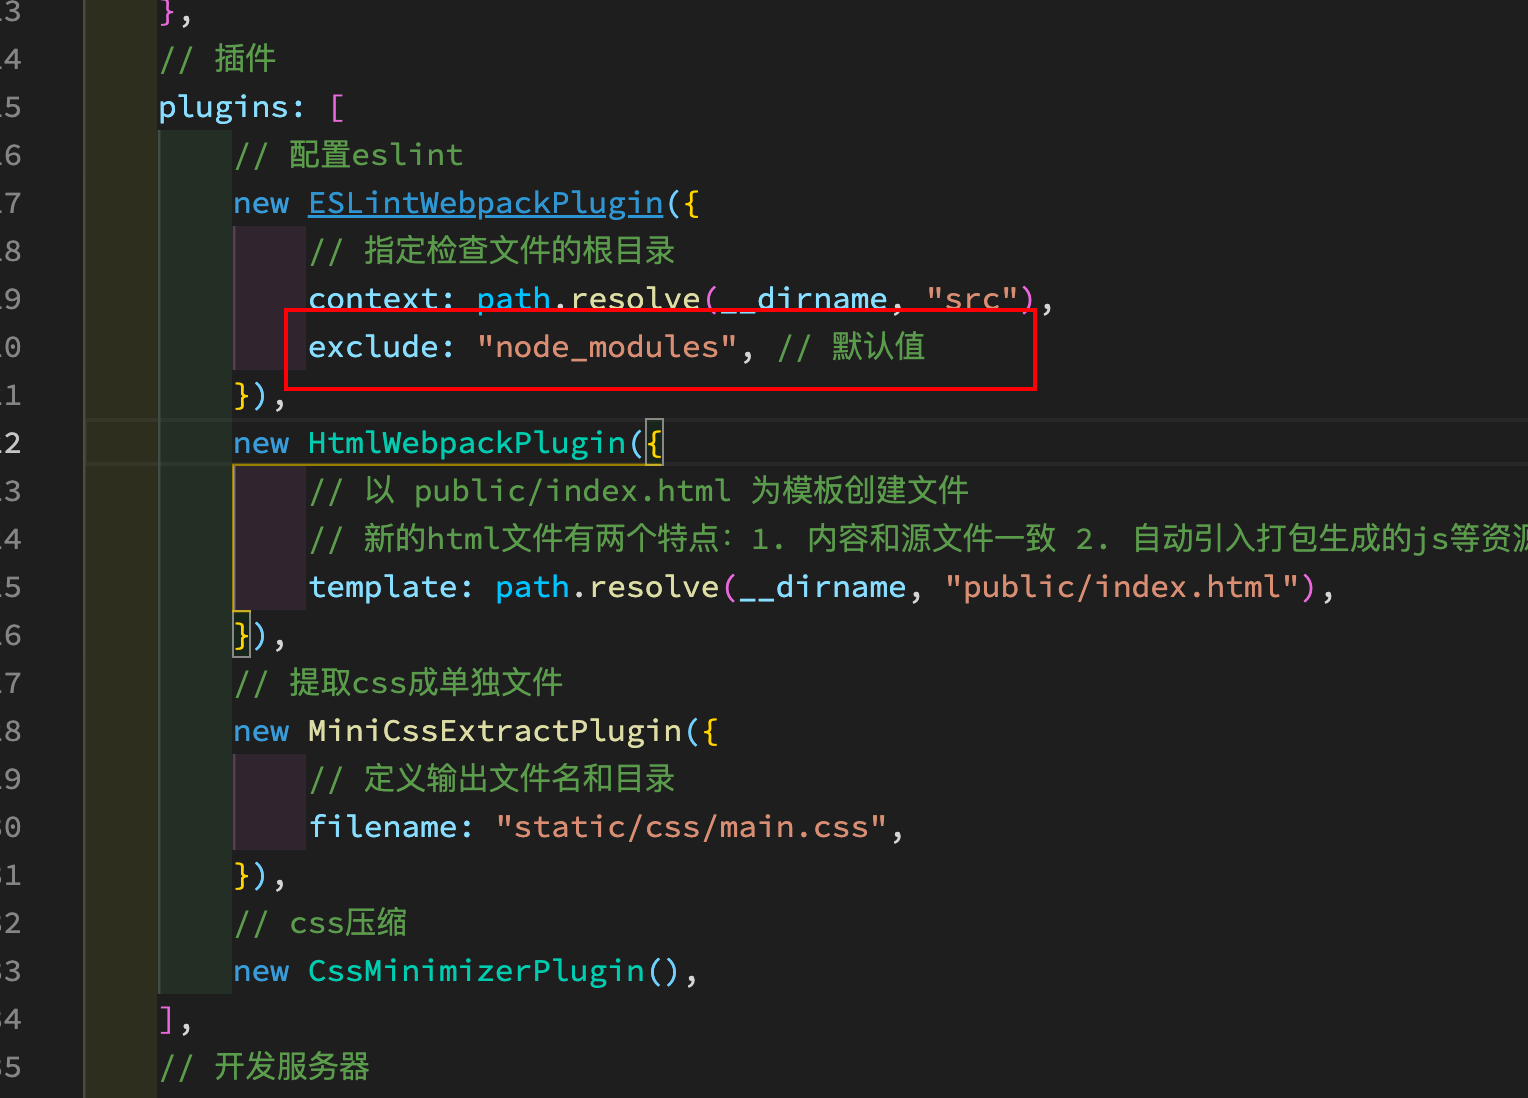 3 },
4 // 插件
5 plugins: [
6 // 配置eslint
7 new ESLintWebpackPlugin({
8 // 指定检查文件的根目录
9 context: path.resolve(__dirname, "src"),
0 exclude: "node_modules", // 默认值
1 }),
2 new HtmlWebpackPlugin({
3 // 以 public/index.html 为模板创建文件
4 // 新的html文件有两个特点：1. 内容和源文件一致 2. 自动引入打包生成的js等资源
5 template: path.resolve(__dirname, "public/index.html"),
6 }),
7 // 提取css成单独文件
8 new MiniCssExtractPlugin({
9 // 定义输出文件名和目录
0 filename: "static/css/main.css",
1 }),
2 // css压缩
3 new CssMinimizerPlugin(),
4 ],
5 // 开发服务器